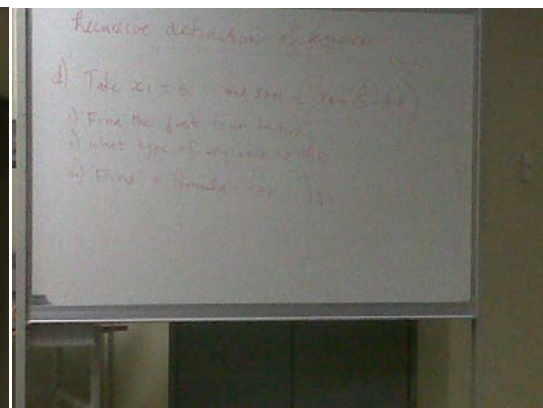 Recursive definition of sequences
d) Take x1 = 3 and xn+1 =
i) Find the first four terms
ii) What type of sequence is this
iii) Find a formula for